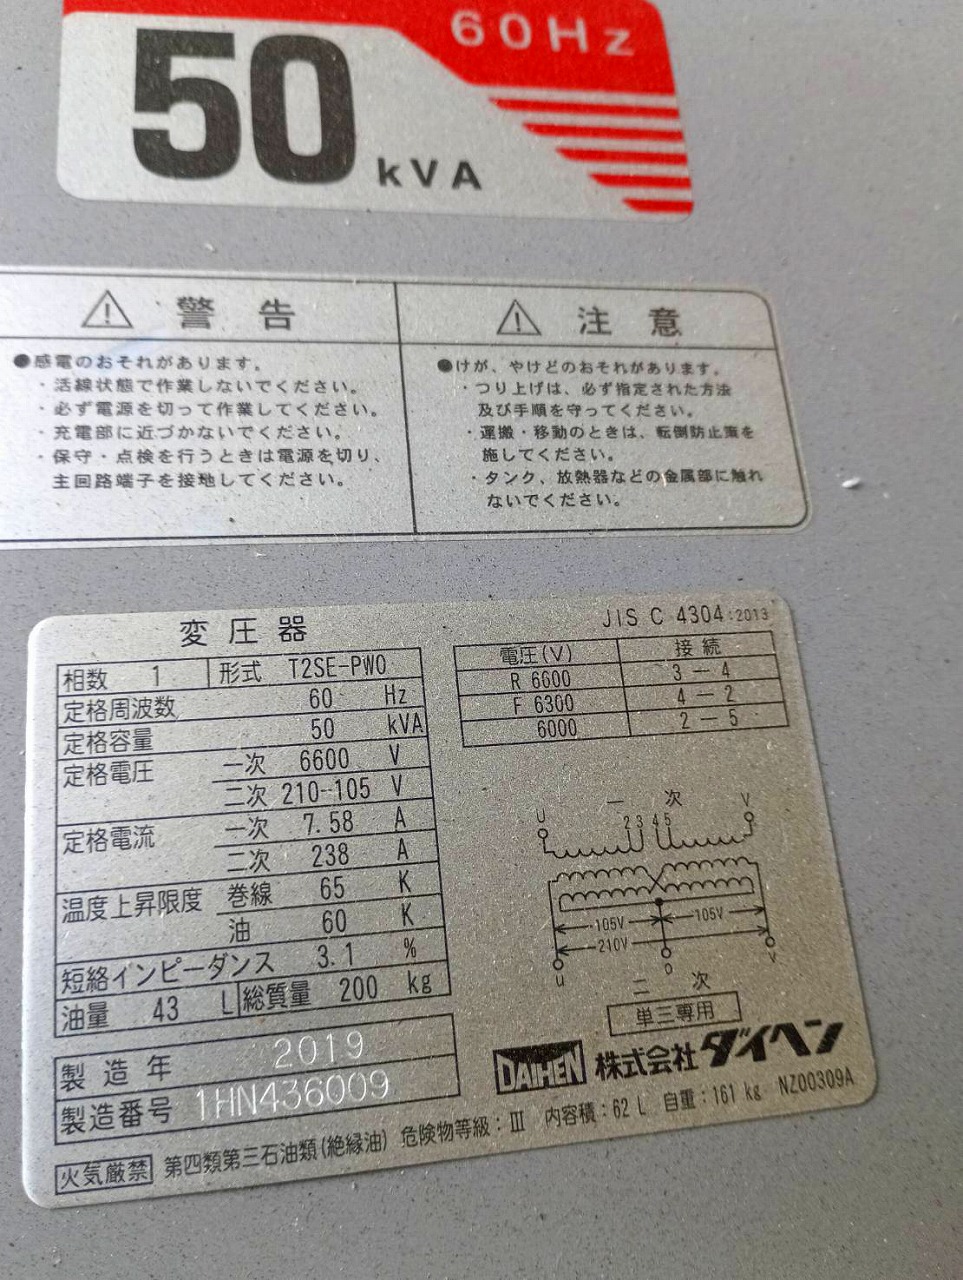 60Hz
50 kVA
⚠ 警告
●感電のおそれがあります。
・活線状態で作業しないでください。
・必ず電源を切って作業してください。
・充電部に近づかないでください。
・保守・点検を行うときは電源を切り、
主回路端子を接地してください。
⚠ 注意
●けが、やけどのおそれがあります。
・つり上げは、必ず指定された方法
及び手順を守ってください。
・運搬・移動のときは、転倒防止策を
施してください。
・タンク、放熱器などの金属部に触れ
ないでください。
変圧器
JIS C 4304:2013
相数 1 形式 T2SE-PW0
定格周波数 60 Hz
定格容量 50 kVA
定格電圧 一次 6600 V
二次 210-105 V
定格電流 一次 7.58 A
二次 238 A
温度上昇限度 巻線 65 K
油 60 K
短絡インピーダンス 3.1 %
油量 43 L 総質量 200 kg
製造年 2019
製造番号 1HN436009
電圧(V) 接続
R 6600 3-4
F 6300 4-2
6000 2-5
一次
U 2 3 4 5 V
105V 105V
210V
u o v
二次
単三専用
DAIHEN 株式会社ダイヘン
火気厳禁 第四類第三石油類(絶縁油) 危険物等級:III 内容積:62 L 自重:161 kg NZ00309A